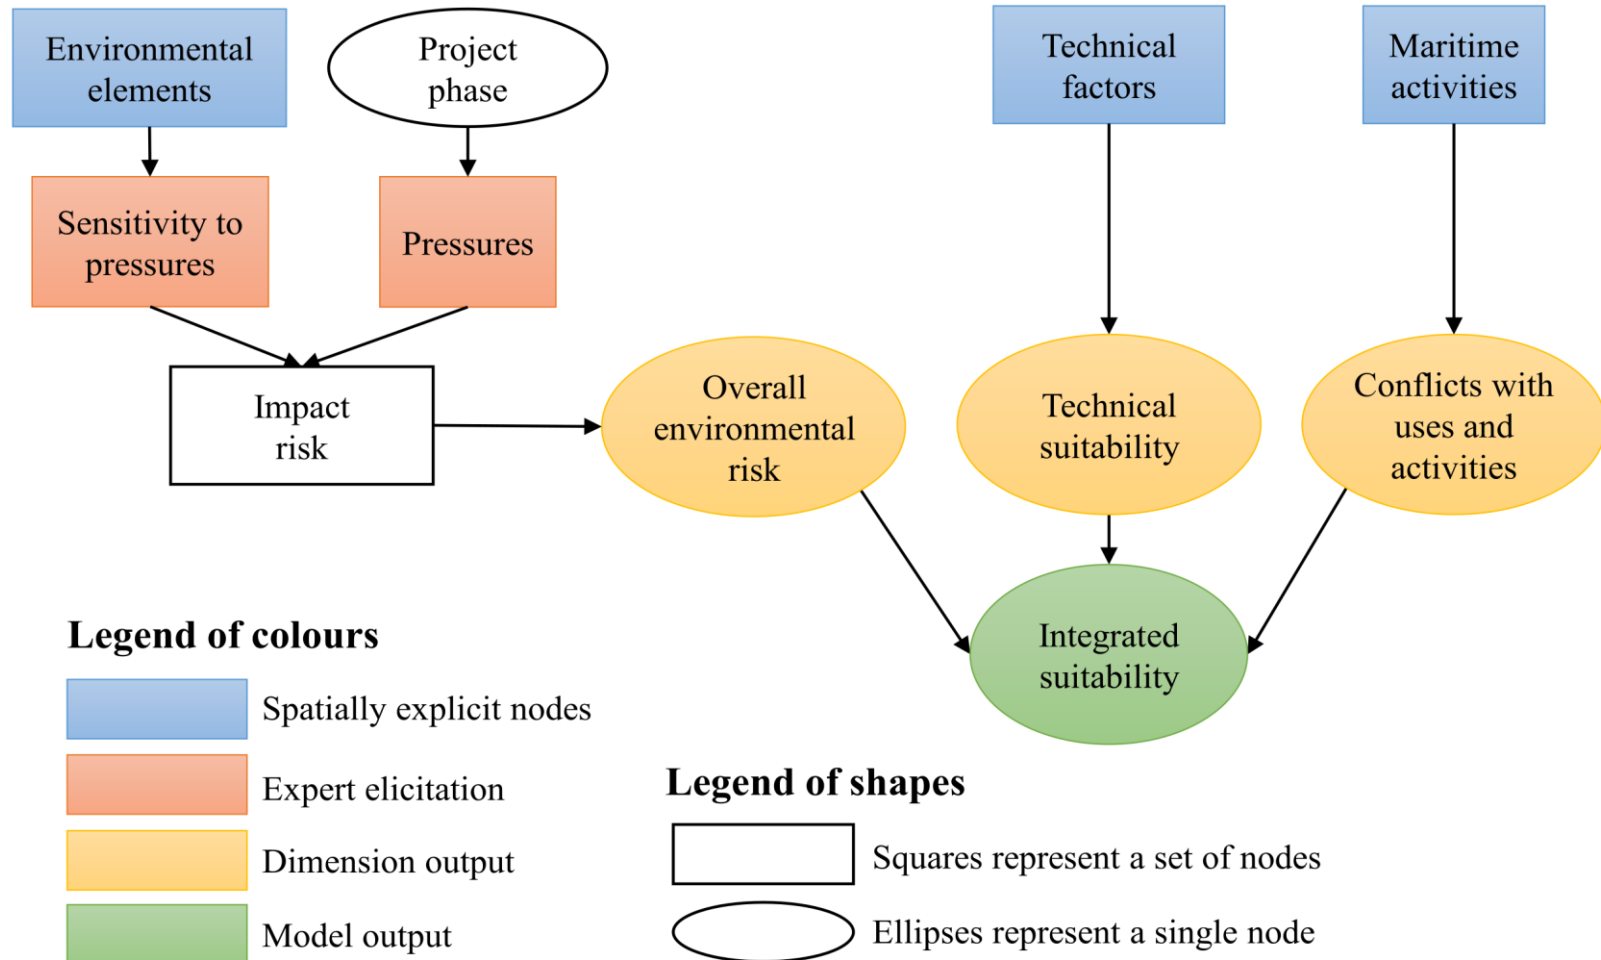 Environmental
elements
Project
phase
Technical
factors
Maritime
activities
Sensitivity to
pressures
Pressures
Impact
risk
Overall
environmental
risk
Technical
suitability
Conflicts with
uses and
activities
Integrated
suitability
Legend of colours
Spatially explicit nodes
Expert elicitation
Dimension output
Model output
Legend of shapes
Squares represent a set of nodes
Ellipses represent a single node